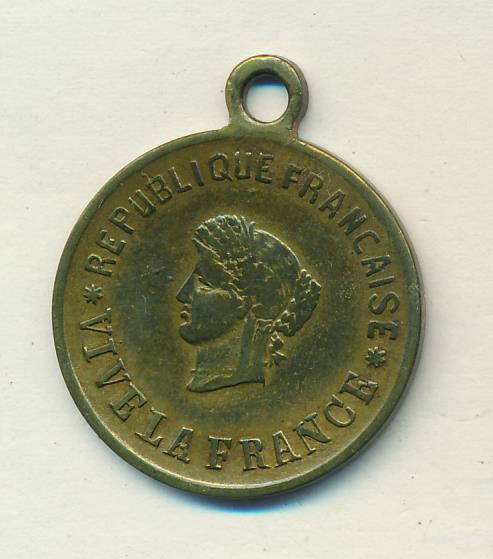 REPUBLIQUE FRANCAISE
* VIVE LA FRANCE *